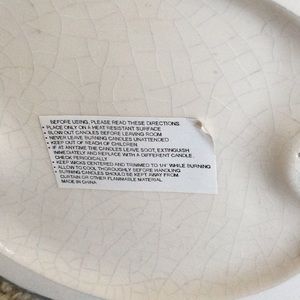 BEFORE USING, PLEASE READ THESE DIRECTIONS
• PLACE ONLY ON A HEAT RESISTANT SURFACE
• BLOW OUT CANDLES BEFORE LEAVING ROOM
• NEVER LEAVE BURNING CANDLES UNATTENDED
• KEEP OUT OF REACH OF CHILDREN
• IF AT ANYTIME THE CANDLES LEAVE SOOT, EXTINGUISH
IMMEDIATELY AND REPLACE WITH A DIFFERENT CANDLE.
CHECK PERIODICALLY
• KEEP WICKS CENTERED AND TRIMMED TO 1/4" WHILE BURNING
• ALLOW TO COOL THOROUGHLY BEFORE HANDLING
• BURNING CANDLES SHOULD BE KEPT AWAY FROM
CURTAIN OR OTHER FLAMMABLE MATERIAL
MADE IN CHINA